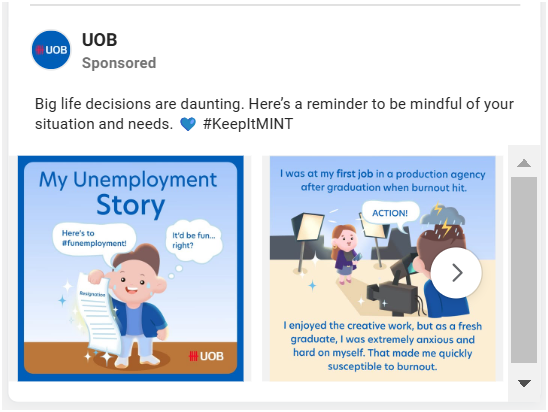 UOB
UOB
Sponsored
Big life decisions are daunting. Here's a reminder to be mindful of your
situation and needs. 💙 #KeepItMINT
My Unemployment
Story
Here's to
#funemployment!
It'd be fun...
right?
Resignation
UOB
I was at my first job in a production agency
after graduation when burnout hit.
ACTION!
I enjoyed the creative work, but as a fresh
graduate, I was extremely anxious and
hard on myself. That made me quickly
susceptible to burnout.